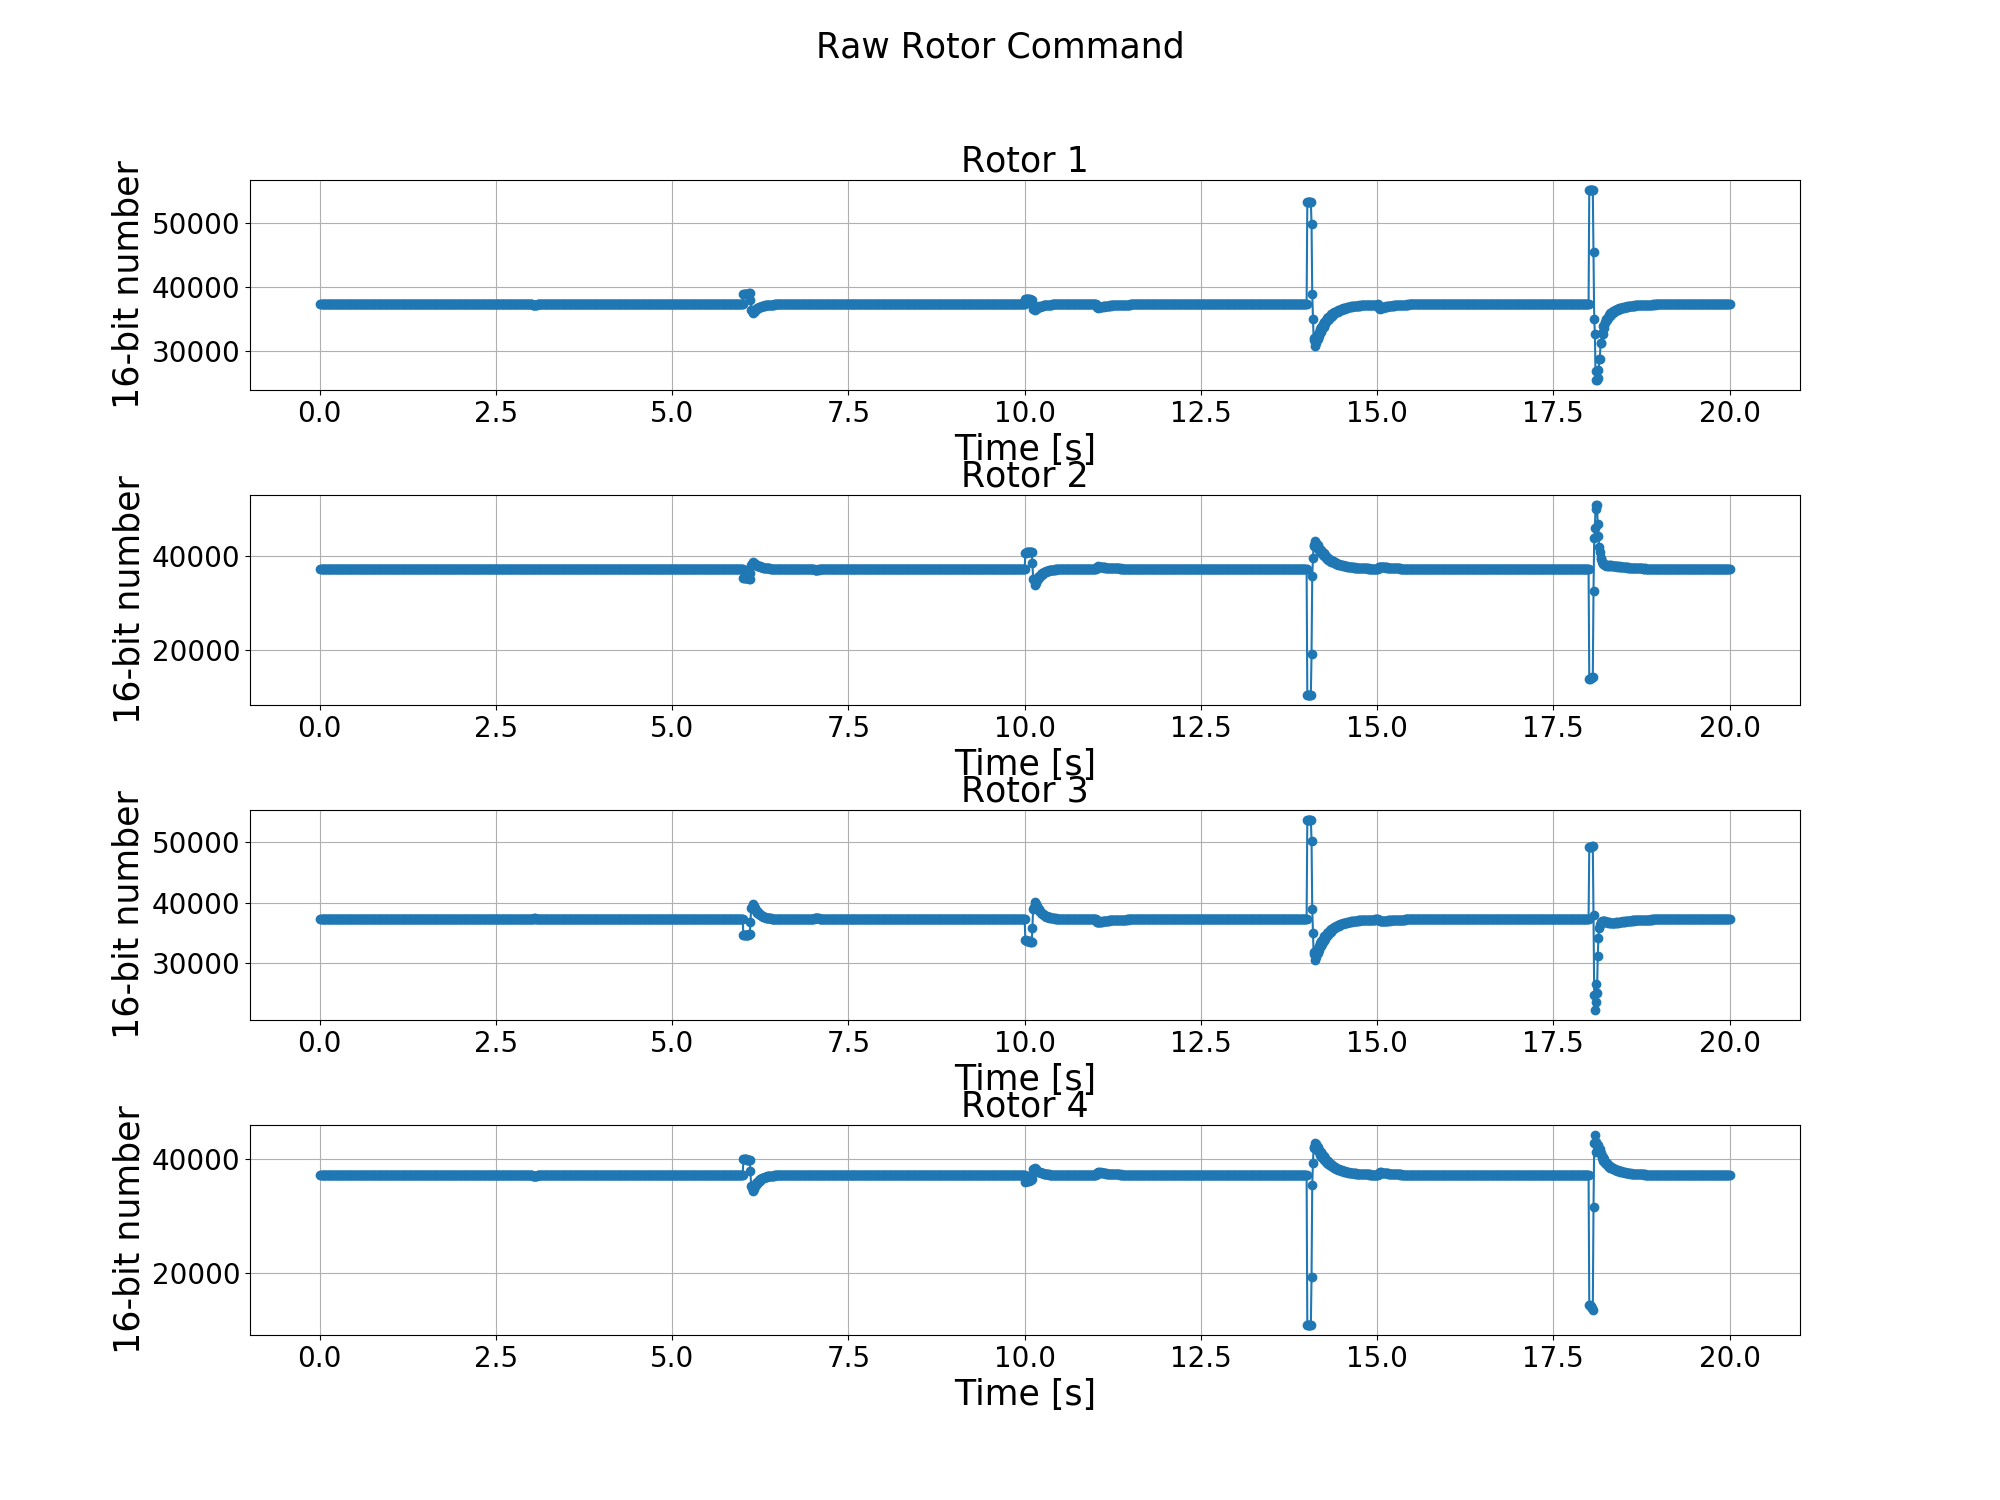 Raw Rotor Command
Rotor 1
16-bit number
50000
40000
30000
0.0 2.5 5.0 7.5 10.0 12.5 15.0 17.5 20.0
Time [s]
Rotor 2
16-bit number
40000
20000
0.0 2.5 5.0 7.5 10.0 12.5 15.0 17.5 20.0
Time [s]
Rotor 3
16-bit number
50000
40000
30000
0.0 2.5 5.0 7.5 10.0 12.5 15.0 17.5 20.0
Time [s]
Rotor 4
16-bit number
40000
20000
0.0 2.5 5.0 7.5 10.0 12.5 15.0 17.5 20.0
Time [s]